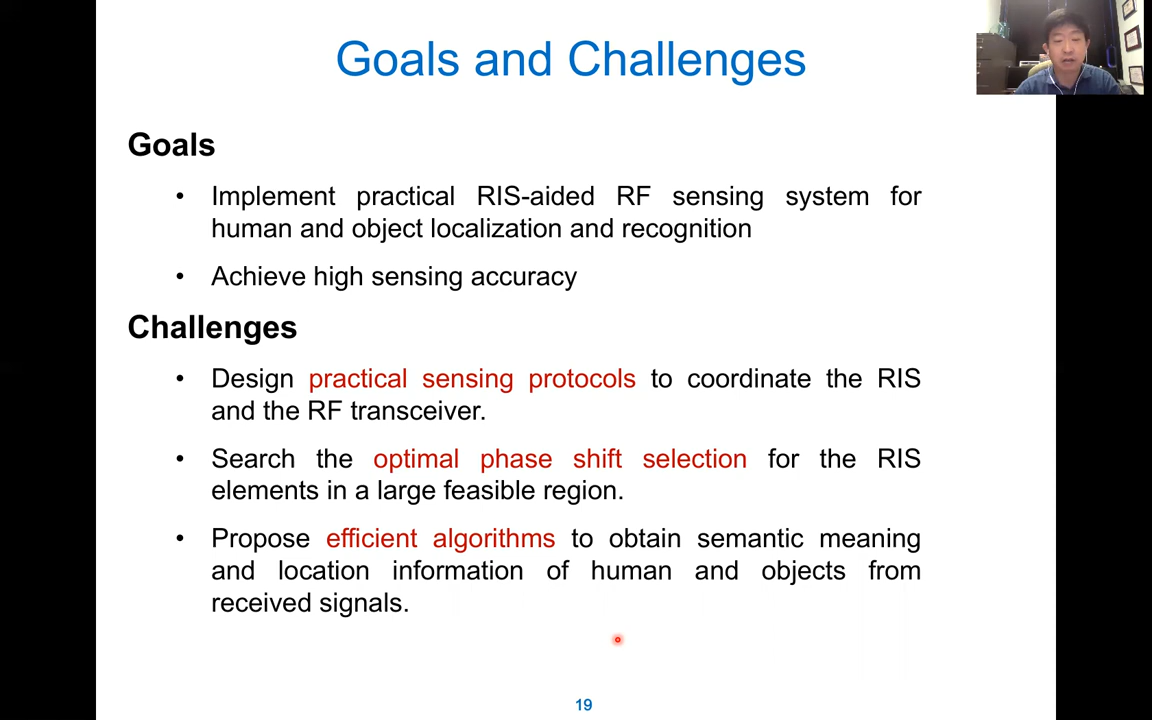 Goals and Challenges
Goals
• Implement practical RIS-aided RF sensing system for
human and object localization and recognition
• Achieve high sensing accuracy
Challenges
• Design practical sensing protocols to coordinate the RIS
and the RF transceiver.
• Search the optimal phase shift selection for the RIS
elements in a large feasible region.
• Propose efficient algorithms to obtain semantic meaning
and location information of human and objects from
received signals.
19